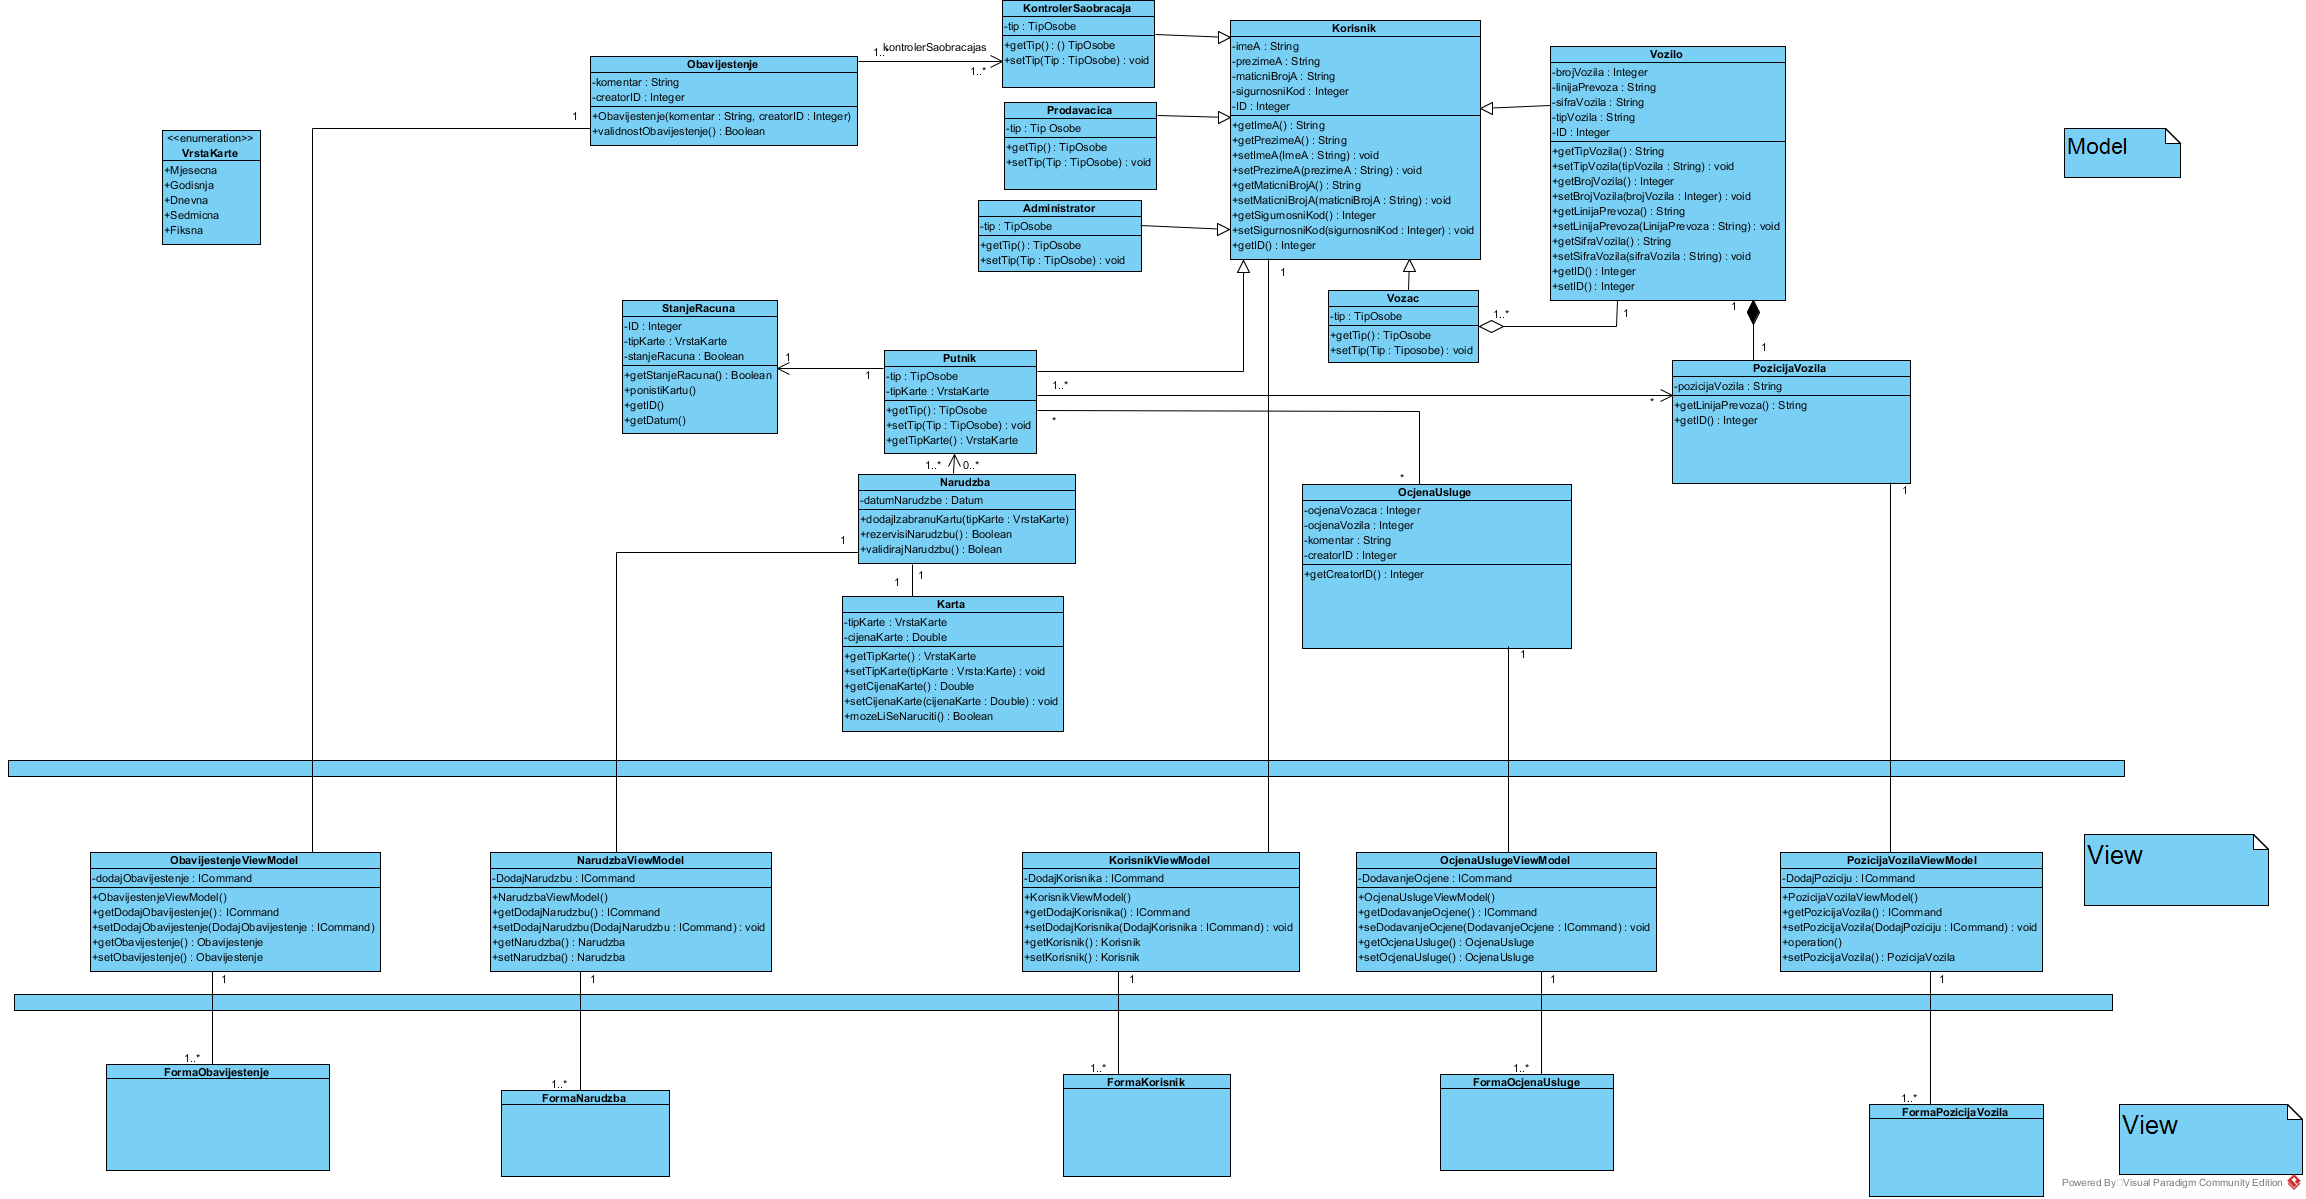 KontrolerSaobracaja
-tip : TipOsobe
+getTip() : () TipOsobe
+setTip(Tip : TipOsobe) : void
1..*
kontrolerSaobracajas
1..*
Obavijestenje
-komentar : String
-creatorID : Integer
+Obavijestenje(komentar : String, creatorID : Integer)
+validnostObavijestenje() : Boolean
1
<<enumeration>>
VrstaKarte
+Mjesecna
+Godisnja
+Dnevna
+Sedmicna
+Fiksna
Prodavacica
-tip : Tip Osobe
+getTip() : TipOsobe
+setTip(Tip : TipOsobe) : void
Administrator
-tip : TipOsobe
+getTip() : TipOsobe
+setTip(Tip : TipOsobe) : void
Korisnik
-imeA : String
-prezimeA : String
-maticniBrojA : String
-sigurnosniKod : Integer
-ID : Integer
+getImeA() : String
+getPrezimeA() : String
+setImeA(ImeA : String) : void
+setPrezimeA(prezimeA : String) : void
+getMaticniBrojA() : String
+setMaticniBrojA(maticniBrojA : String) : void
+getSigurnosniKod() : Integer
+setSigurnosniKod(sigurnosniKod : Integer) : void
+getID() : Integer
1
Vozilo
-brojVozila : Integer
-linijaPrevoza : String
-sifraVozila : String
-tipVozila : String
-ID : Integer
+getTipVozila() : String
+setTipVozila(tipVozila : String) : void
+getBrojVozila() : Integer
+setBrojVozila(brojVozila : Integer) : void
+getLinijaPrevoza() : String
+setLinijaPrevoza(LinijaPrevoza : String) : void
+getSifraVozila() : String
+setSifraVozila(sifraVozila : String) : void
+getID() : Integer
+setID() : Integer
Model
Vozac
-tip : TipOsobe
+getTip() : TipOsobe
+setTip(Tip : Tiposobe) : void
1..*
1
1
1
StanjeRacuna
-ID : Integer
-tipKarte : VrstaKarte
-stanjeRacuna : Boolean
+getStanjeRacuna() : Boolean
+ponistiKartu()
+getID()
+getDatum()
1
1
Putnik
-tip : TipOsobe
-tipKarte : VrstaKarte
+getTip() : TipOsobe
+setTip(Tip : TipOsobe) : void
+getTipKarte() : VrstaKarte
1..*
*
*
*
PozicijaVozila
-pozicijaVozila : String
+getLinijaPrevoza() : String
+getID() : Integer
1
1..*
0..*
Narudzba
-datumNarudzbe : Datum
+dodajIzabranuKartu(tipKarte : VrstaKarte)
+rezervisiNarudzbu() : Boolean
+validirajNarudzbu() : Bolean
1
1
1
Karta
-tipKarte : VrstaKarte
-cijenaKarte : Double
+getTipKarte() : VrstaKarte
+setTipKarte(tipKarte : Vrsta:Karte) : void
+getCijenaKarte() : Double
+setCijenaKarte(cijenaKarte : Double) : void
+mozeLiSeNaruciti() : Boolean
OcjenaUsluge
-ocjenaVozaca : Integer
-ocjenaVozila : Integer
-komentar : String
-creatorID : Integer
+getCreatorID() : Integer
1
View
ObavijestenjeViewModel
-dodajObavijestenje : ICommand
+ObavijestenjeViewModel()
+getDodajObavijestenje() : ICommand
+setDodajObavijestenje(DodajObavijestenje : ICommand)
+getObavijestenje() : Obavijestenje
+setObavijestenje() : Obavijestenje
1
NarudzbaViewModel
-DodajNarudzbu : ICommand
+NarudzbaViewModel()
+getDodajNarudzbu() : ICommand
+setDodajNarudzbu(DodajNarudzbu : ICommand) : void
+getNarudzba() : Narudzba
+setNarudzba() : Narudzba
1
KorisnikViewModel
-DodajKorisnika : ICommand
+KorisnikViewModel()
+getDodajKorisnika() : ICommand
+setDodajKorisnika(DodajKorisnika : ICommand) : void
+getKorisnik() : Korisnik
+setKorisnik() : Korisnik
1
OcjenaUslugeViewModel
-DodavanjeOcjene : ICommand
+OcjenaUslugeViewModel()
+getDodavanjeOcjene() : ICommand
+seDodavanjeOcjene(DodavanjeOcjene : ICommand) : void
+getOcjenaUsluge() : OcjenaUsluge
+setOcjenaUsluge() : OcjenaUsluge
1
PozicijaVozilaViewModel
-DodajPoziciju : ICommand
+PozicijaVozilaViewModel()
+getPozicijaVozila() : ICommand
+setPozicijaVozila(DodajPoziciju : ICommand) : void
+operation()
+setPozicijaVozila() : PozicijaVozila
1
1..*
FormaObavijestenje
1..*
FormaNarudzba
1..*
FormaKorisnik
1..*
FormaOcjenaUsluge
1..*
FormaPozicijaVozila
View
Powered By Visual Paradigm Community Edition